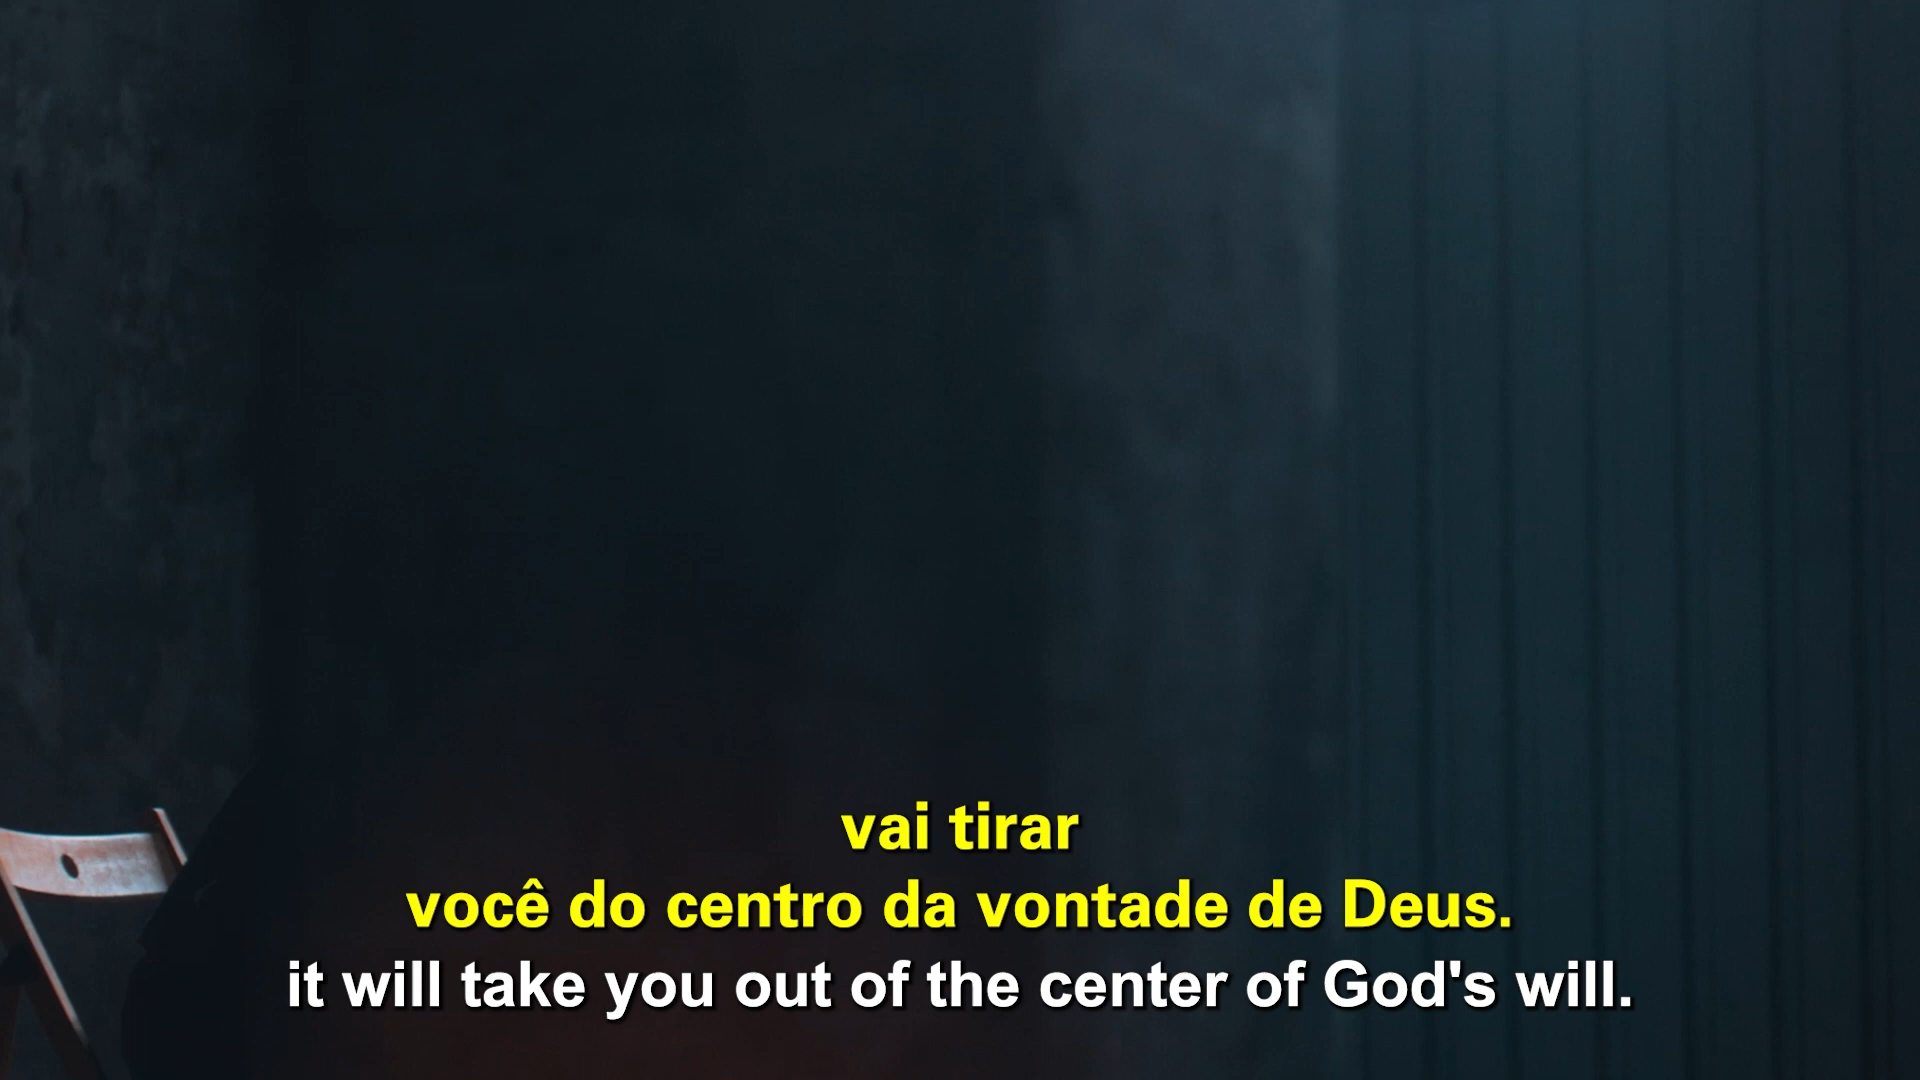 vai tirar
você do centro da vontade de Deus.
it will take you out of the center of God's will.